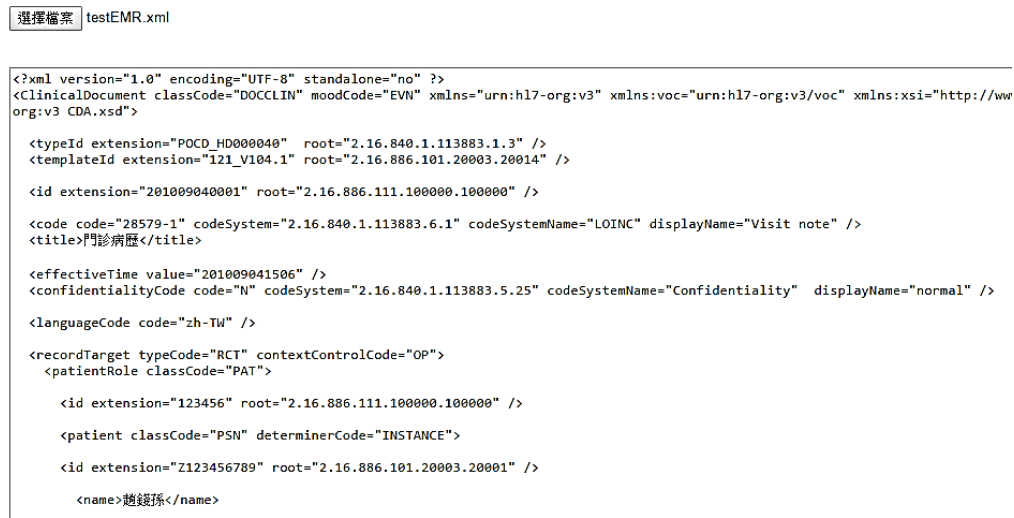 選擇檔案 testEMR.xml
<?xml version="1.0" encoding="UTF-8" standalone="no" ?>
<ClinicalDocument classCode="DOCCLIN" moodCode="EVN" xmlns="urn:hl7-org:v3" xmlns:voc="urn:hl7-org:v3/voc" xmlns:xsi="http://www
org:v3 CDA.xsd">
<typeId extension="POCD_HD000040" root="2.16.840.1.113883.1.3" />
<templateId extension="121_V104.1" root="2.16.886.101.20003.20014" />
<id extension="201009040001" root="2.16.886.111.100000.100000" />
<code code="28579-1" codeSystem="2.16.840.1.113883.6.1" codeSystemName="LOINC" displayName="Visit note" />
<title>門診病歷</title>
<effectiveTime value="201009041506" />
<confidentialityCode code="N" codeSystem="2.16.840.1.113883.5.25" codeSystemName="Confidentiality" displayName="normal" />
<languageCode code="zh-TW" />
<recordTarget typeCode="RCT" contextControlCode="OP">
<patientRole classCode="PAT">
<id extension="123456" root="2.16.886.111.100000.100000" />
<patient classCode="PSN" determinerCode="INSTANCE">
<id extension="Z123456789" root="2.16.886.101.20003.20001" />
<name>趙錢孫</name>